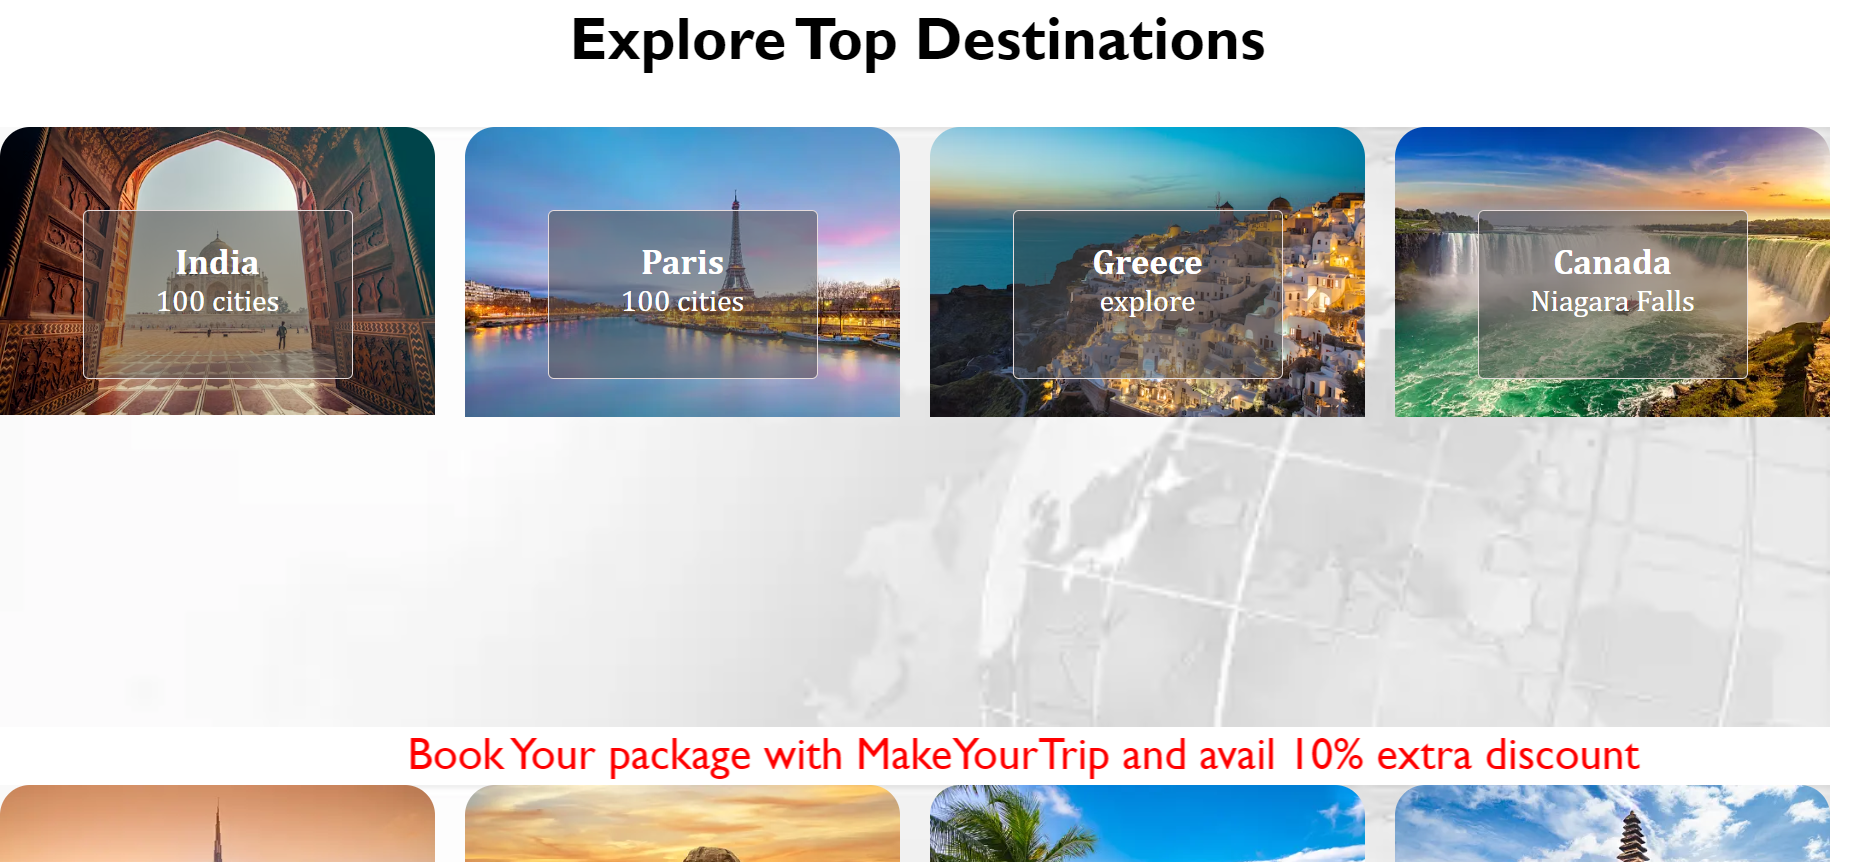 Explore Top Destinations
India
100 cities
Paris
100 cities
Greece
explore
Canada
Niagara Falls
Book Your package with MakeYourTrip and avail 10% extra discount